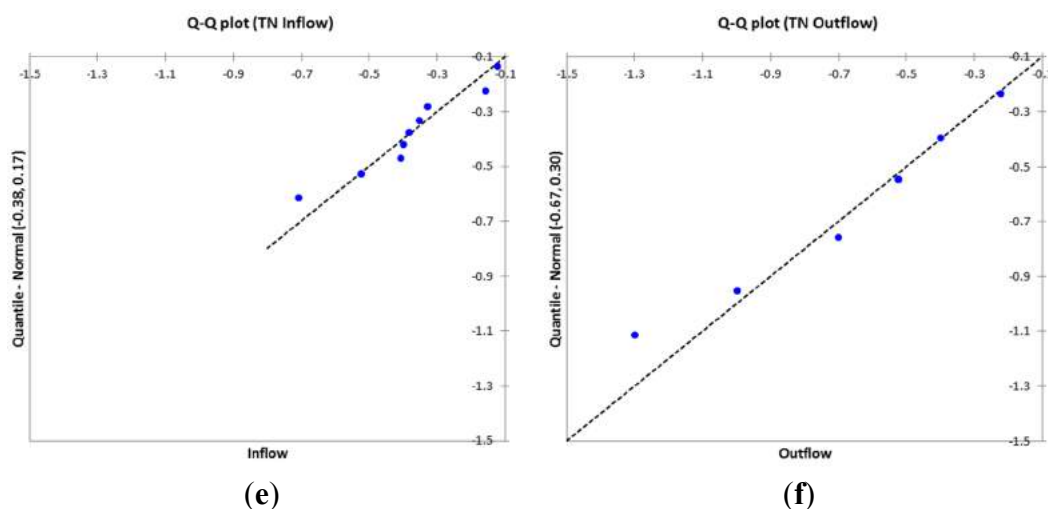 Q-Q plot (TN Inflow)
-1.5 -1.3 -1.1 -0.9 -0.7 -0.5 -0.3 -0.1
-0.1
-0.3
-0.5
-0.7
-0.9
-1.1
-1.3
-1.5
Quantile - Normal (-0.38, 0.17)
Inflow
(e)
Q-Q plot (TN Outflow)
-1.5 -1.3 -1.1 -0.9 -0.7 -0.5 -0.3 -0.1
-0.1
-0.3
-0.5
-0.7
-0.9
-1.1
-1.3
-1.5
Quantile - Normal (-0.67, 0.30)
Outflow
(f)